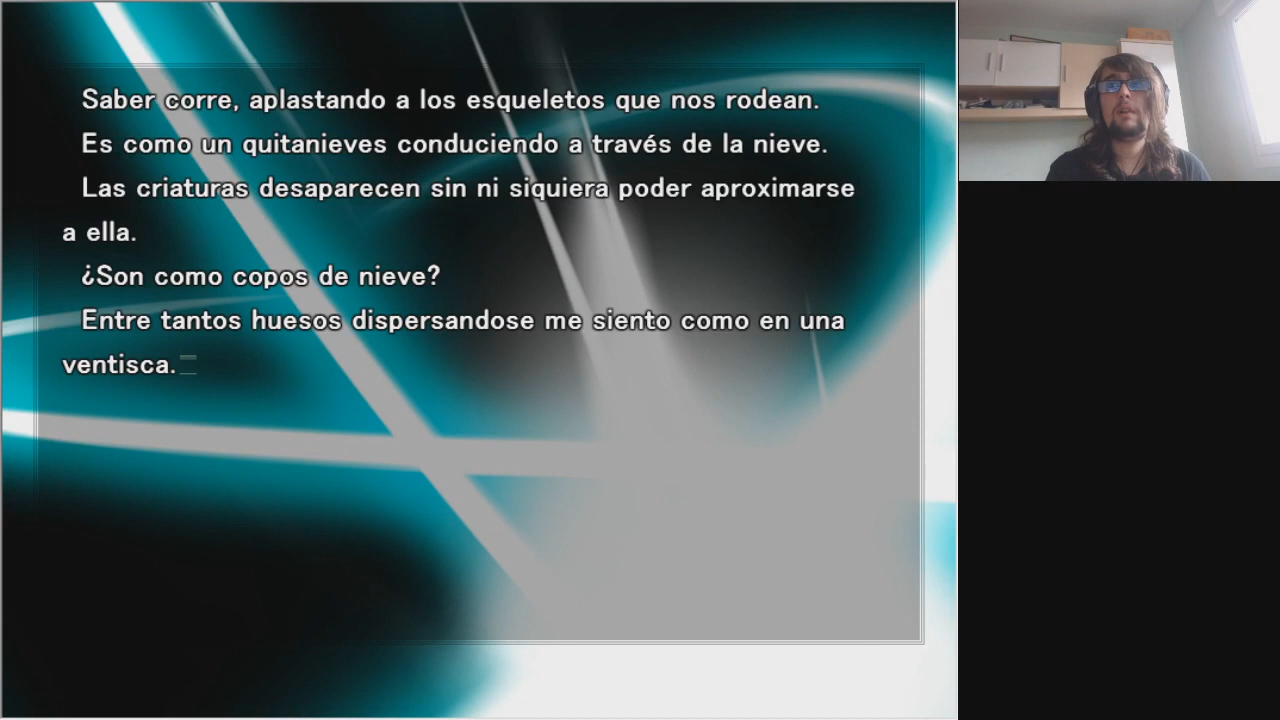 Saber corre, aplastando a los esqueletos que nos rodean.
Es como un quitanieves conduciendo a través de la nieve.
Las criaturas desaparecen sin ni siquiera poder aproximarse
a ella.
¿Son como copos de nieve?
Entre tantos huesos dispersandose me siento como en una
ventisca.